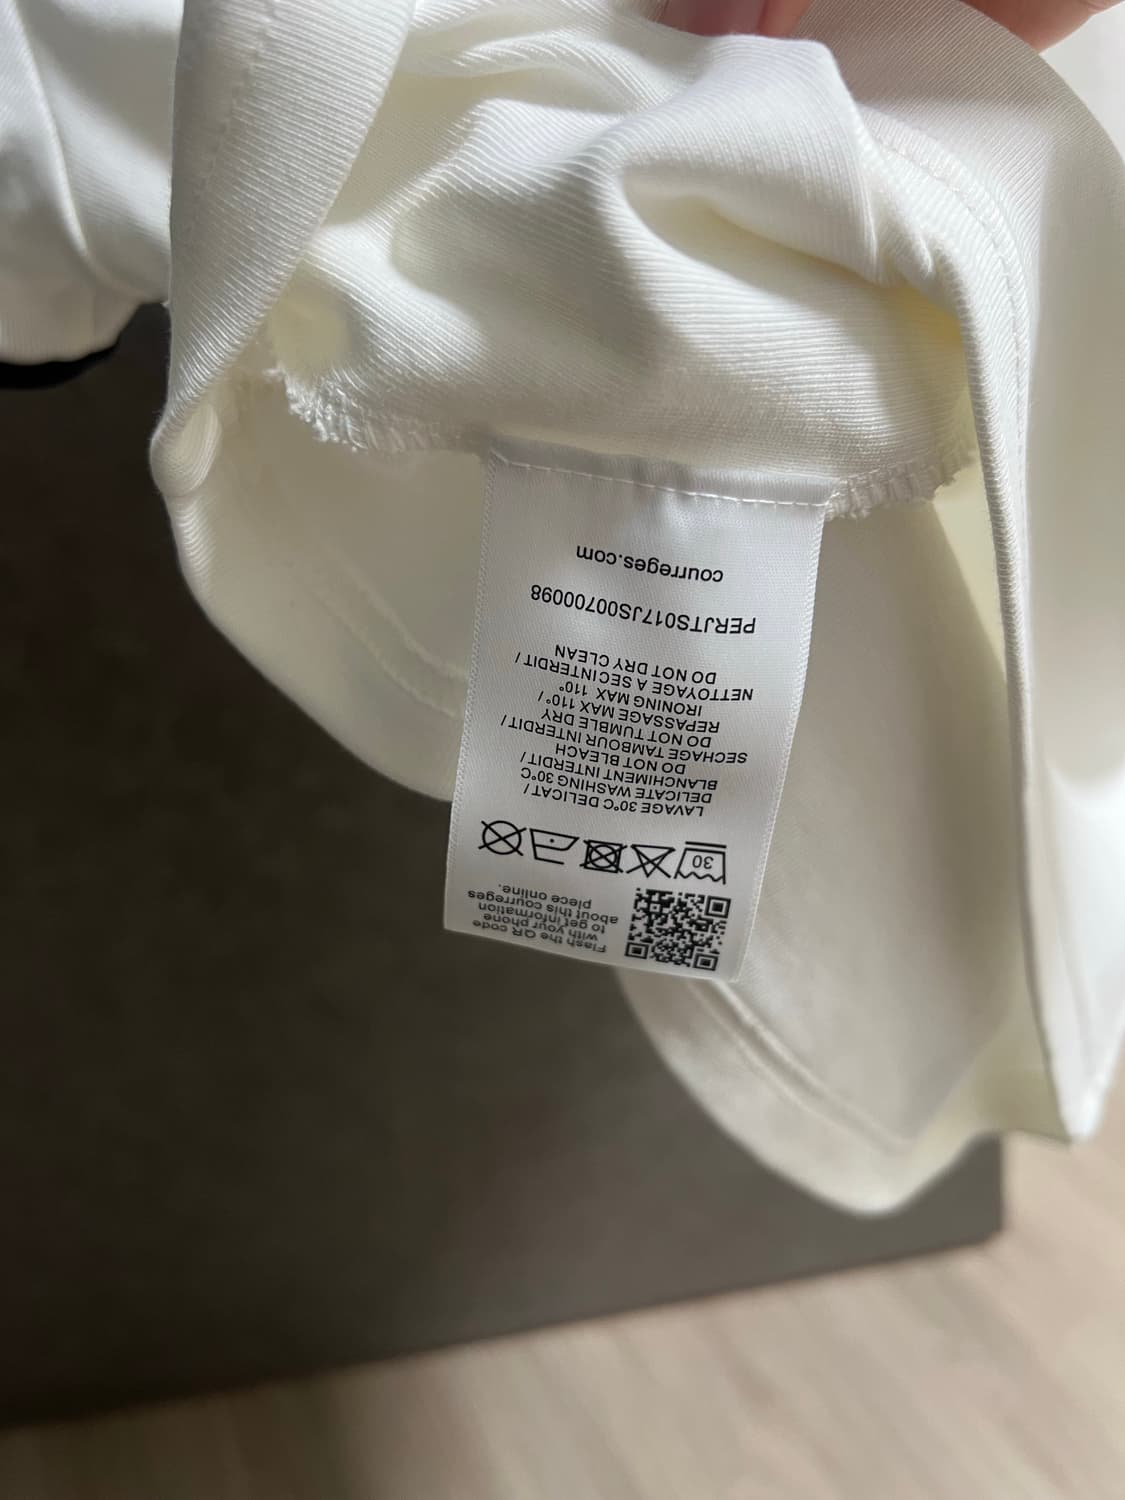 Flash the QR code
with your phone
to get information
about this courreges
piece online.
30
LAVAGE 30°C DELICAT /
DELICATE WASHING 30°C
BLANCHIMENT INTERDIT /
DO NOT BLEACH
SECHAGE TAMBOUR INTERDIT /
DO NOT TUMBLE DRY
REPASSAGE MAX 110° /
IRONING MAX 110°
NETTOYAGE A SEC INTERDIT /
DO NOT DRY CLEAN
PERJTS017JS00700098
courreges.com